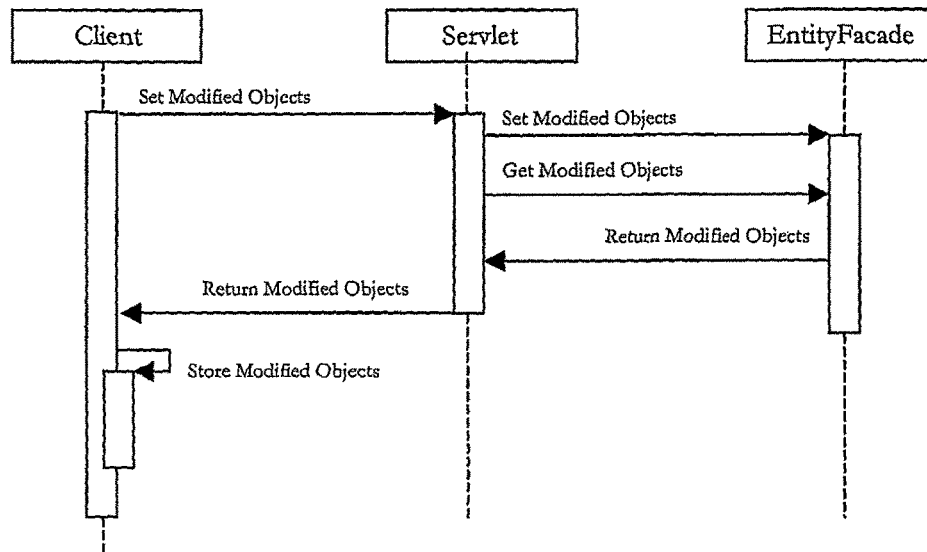 Client
Servlet
EntityFacade
Set Modified Objects
Set Modified Objects
Get Modified Objects
Return Modified Objects
Return Modified Objects
Store Modified Objects